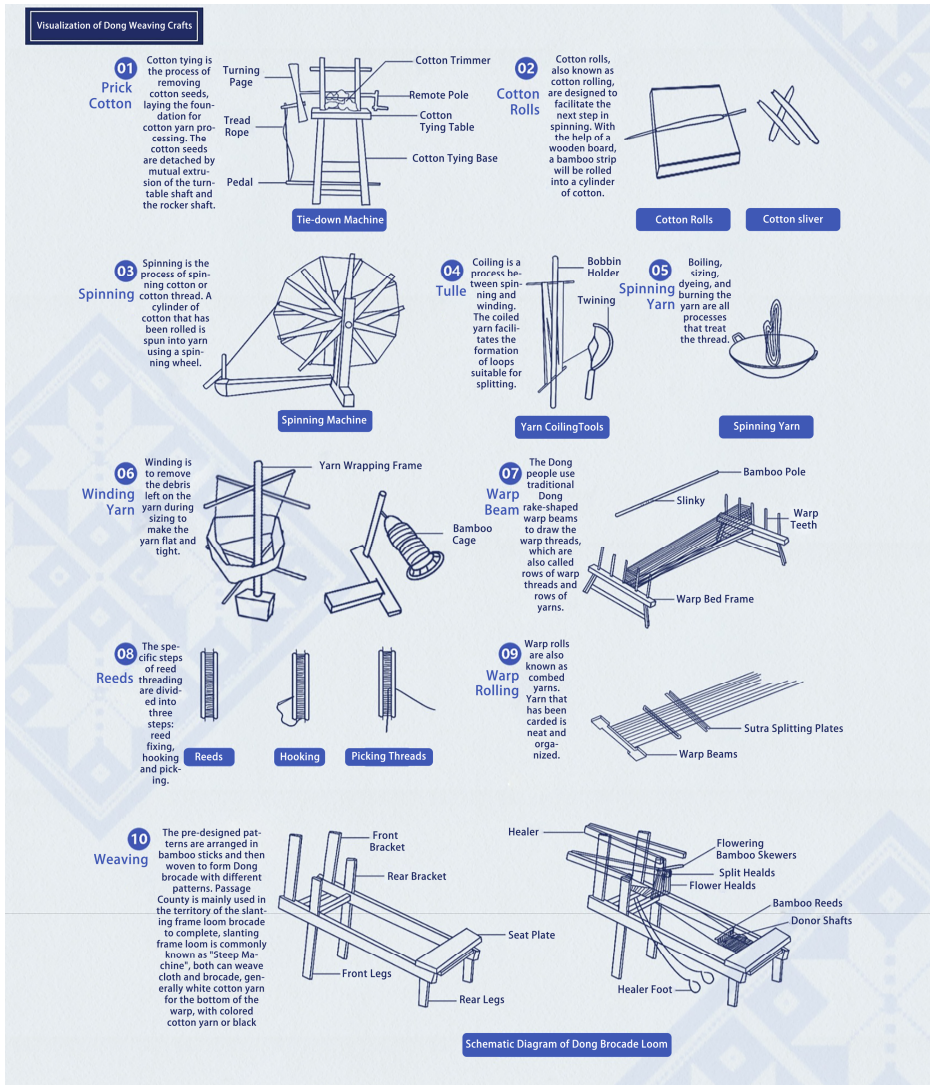 Visualization of Dong Weaving Crafts
01
Prick
Cotton
Cotton tying is
the process of
removing
cotton seeds,
laying the foun-
dation for
cotton yarn pro-
cessing. The
cotton seeds
are detached by
mutual extru-
sion of the turn-
table shaft and
the rocker shaft.
Turning
Page
Tread
Rope
Pedal
Cotton Trimmer
Remote Pole
Cotton
Tying Table
Cotton Tying Base
Tie-down Machine
02
Cotton
Rolls
Cotton rolls,
also known as
cotton rolling,
are designed to
facilitate the
next step in
spinning. With
the help of a
wooden board,
a bamboo strip
will be rolled
into a cylinder
of cotton.
Cotton Rolls
Cotton sliver
03
Spinning
Spinning is the
process of spin-
ning cotton or
cotton thread. A
cylinder of
cotton that has
been rolled is
spun into yarn
using a spin-
ning wheel.
Spinning Machine
04
Tulle
Coiling is a
process be-
tween spin-
ning and
winding.
The coiled
yarn facili-
tates the
formation
of loops
suitable for
splitting.
Bobbin
Holder
Twining
Yarn CoilingTools
05
Spinning
Yarn
Boiling,
sizing,
dyeing, and
burning the
yarn are all
processes
that treat
the thread.
Spinning Yarn
06
Winding
Yarn
Winding is
to remove
the debris
left on the
yarn during
sizing to
make the
yarn flat and
tight.
Yarn Wrapping Frame
Bamboo
Cage
07
Warp
Beam
The Dong
people use
traditional
Dong
rake-shaped
warp beams
to draw the
warp threads,
which are
also called
rows of warp
threads and
rows of
yarns.
Bamboo Pole
Slinky
Warp
Teeth
Warp Bed Frame
08
Reeds
The spe-
cific steps
of reed
threading
are divid-
ed into
three
steps:
reed
fixing,
hooking
and pick-
ing.
Reeds
Hooking
Picking Threads
09
Warp
Rolling
Warp rolls
are also
known as
combed
yarns.
Yarn that
has been
carded is
neat and
orga-
nized.
Sutra Splitting Plates
Warp Beams
10
Weaving
The pre-designed pat-
terns are arranged in
bamboo sticks and then
woven to form Dong
brocade with different
patterns. Passage
County is mainly used in
the territory of the slant-
ing frame loom brocade
to complete, slanting
frame loom is commonly
known as "Steep Ma-
chine", both can weave
cloth and brocade, gen-
erally white cotton yarn
for the bottom of the
warp, with colored
cotton yarn or black
Front
Bracket
Rear Bracket
Seat Plate
Front Legs
Rear Legs
Healer
Flowering
Bamboo Skewers
Split Healds
Flower Healds
Bamboo Reeds
Donor Shafts
Healer Foot
Schematic Diagram of Dong Brocade Loom